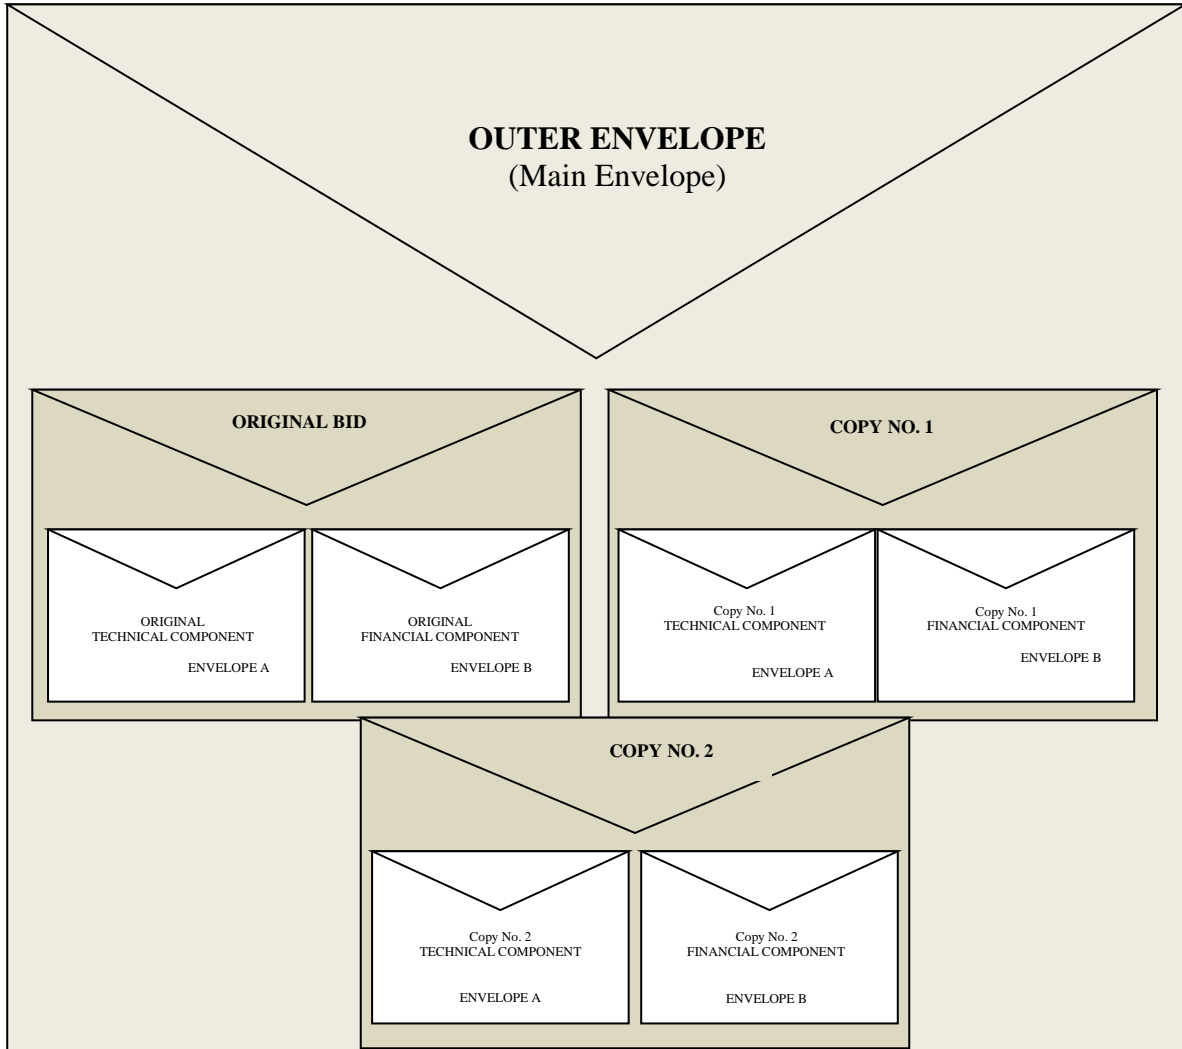 OUTER ENVELOPE
(Main Envelope)
ORIGINAL BID
ORIGINAL
TECHNICAL COMPONENT
ENVELOPE A
ORIGINAL
FINANCIAL COMPONENT
ENVELOPE B
COPY NO. 1
Copy No. 1
TECHNICAL COMPONENT
ENVELOPE A
Copy No. 1
FINANCIAL COMPONENT
ENVELOPE B
COPY NO. 2
Copy No. 2
TECHNICAL COMPONENT
ENVELOPE A
Copy No. 2
FINANCIAL COMPONENT
ENVELOPE B